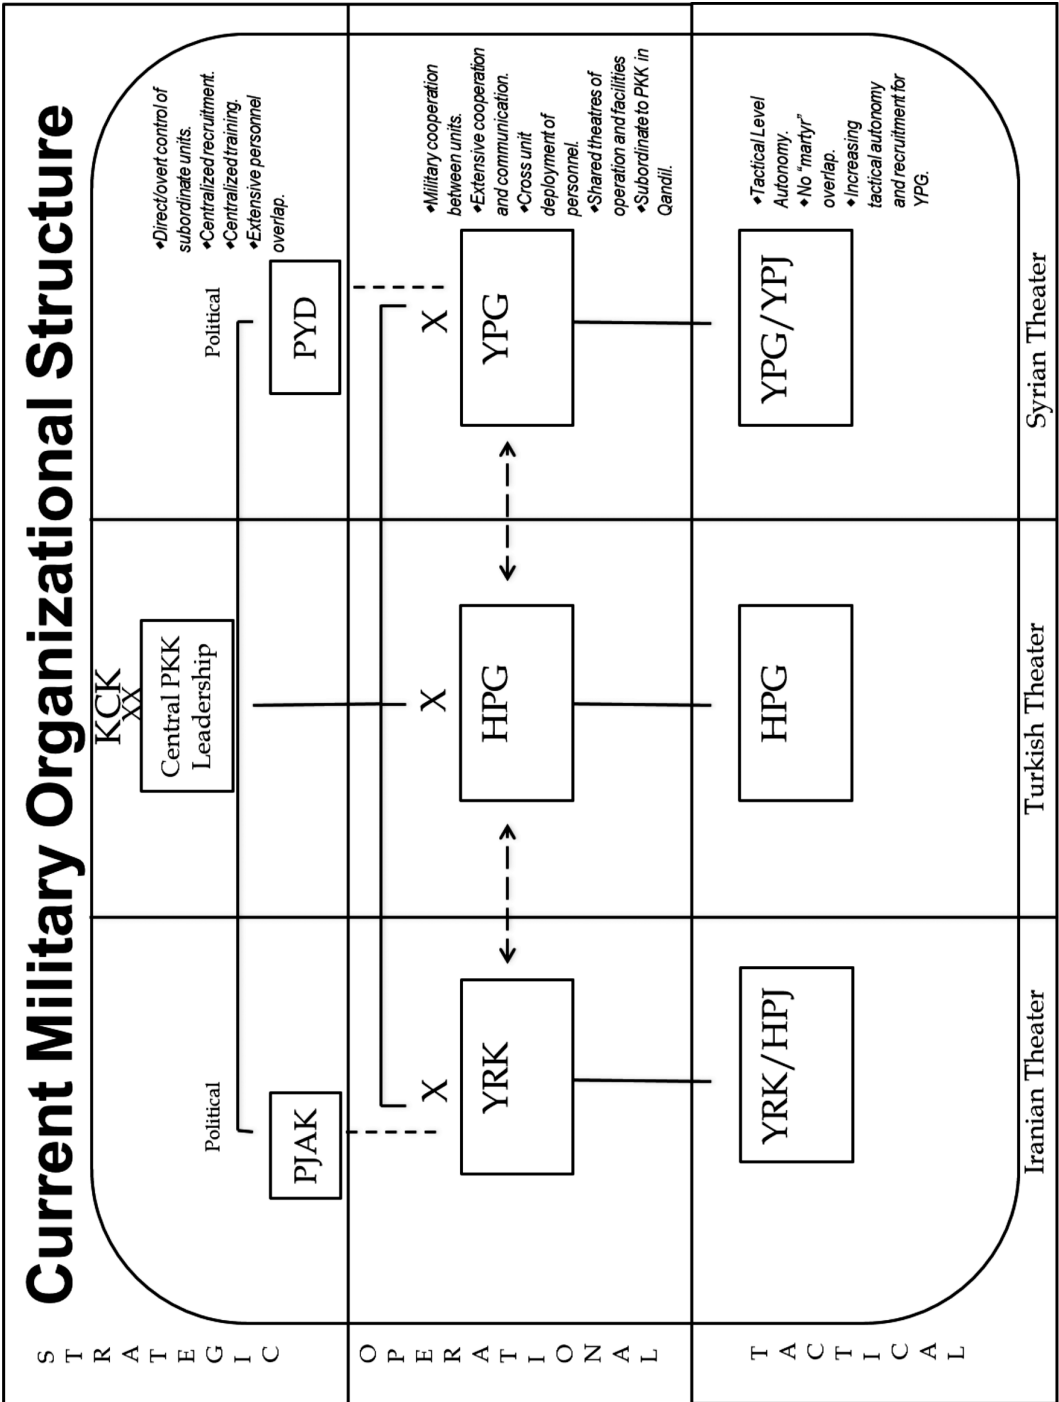 Current Military Organizational Structure
S
T
R
A
T
E
G
I
C
KCK
XX
Central PKK
Leadership
Political
PJAK
Political
PYD
◆Direct/overt control of
subordinate units.
◆Centralized recruitment.
◆Centralized training.
◆Extensive personnel
overlap.
O
P
E
R
A
T
I
O
N
A
L
X
YRK
X
HPG
X
YPG
◆Military cooperation
between units.
◆Extensive cooperation
and communication.
◆Cross unit
deployment of
personnel.
◆Shared theatres of
operation and facilities
◆Subordinate to PKK in
Qandil.
T
A
C
T
I
C
A
L
YRK/HPJ
HPG
YPG/YPJ
◆Tactical Level
Autonomy.
◆No "martyr"
overlap.
◆Increasing
tactical autonomy
and recruitment for
YPG.
Iranian Theater
Turkish Theater
Syrian Theater